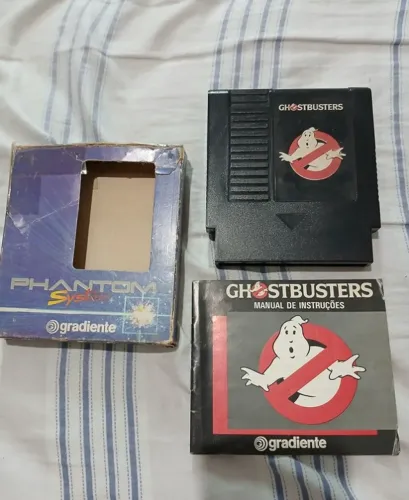 GHOSTBUSTERS
PHANTOM
System
gradiente
GHOSTBUSTERS
MANUAL DE INSTRUÇÕES
gradiente